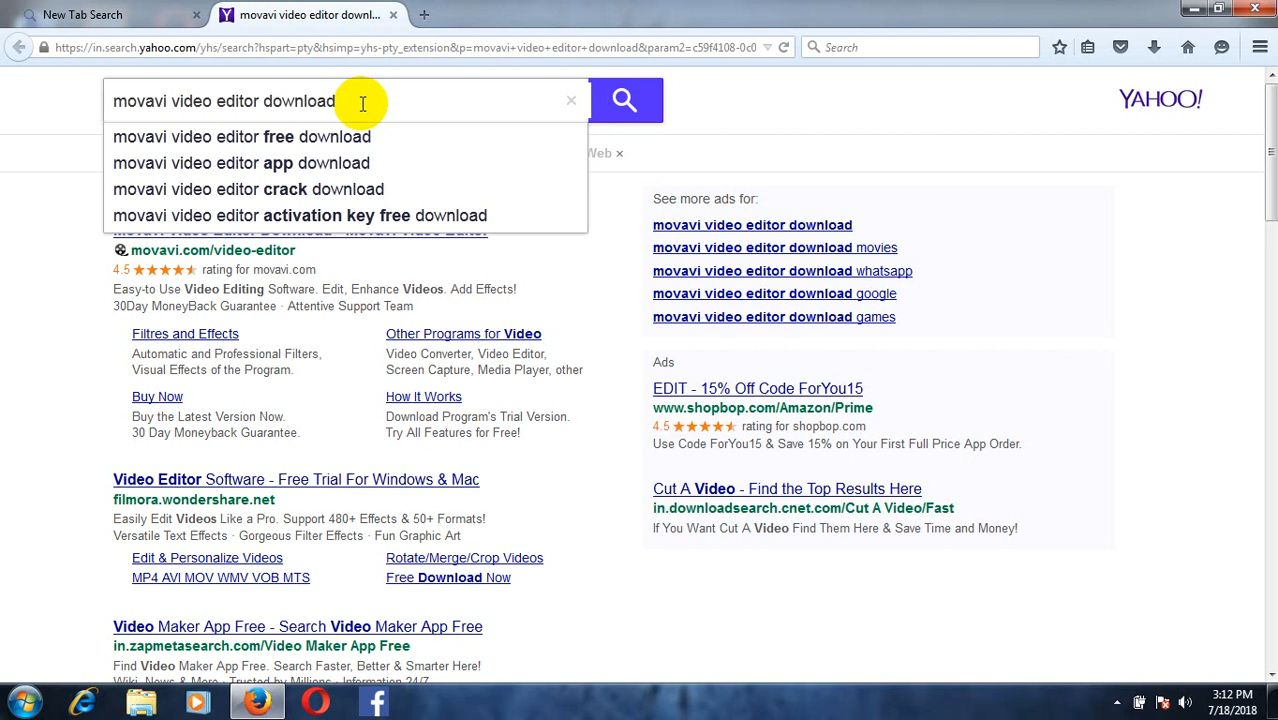 New Tab Search
movavi video editor downl...
https://in.search.yahoo.com/yhs/search?hspart=pty&hsimp=yhs-pty_extension&p=movavi+video+editor+download&param2=c59f4108-0c0
Search
movavi video editor download
YAHOO!
movavi video editor free download
movavi video editor app download
movavi video editor crack download
movavi video editor activation key free download
Web
movavi.com/video-editor
4.5 rating for movavi.com
Easy-to Use Video Editing Software. Edit, Enhance Videos. Add Effects!
30Day MoneyBack Guarantee · Attentive Support Team
Filtres and Effects
Automatic and Professional Filters,
Visual Effects of the Program.
Other Programs for Video
Video Converter, Video Editor,
Screen Capture, Media Player, other
Buy Now
Buy the Latest Version Now.
30 Day Moneyback Guarantee.
How It Works
Download Program's Trial Version.
Try All Features for Free!
Video Editor Software - Free Trial For Windows & Mac
filmora.wondershare.net
Easily Edit Videos Like a Pro. Support 480+ Effects & 50+ Formats!
Versatile Text Effects · Gorgeous Filter Effects · Fun Graphic Art
Edit & Personalize Videos
Rotate/Merge/Crop Videos
MP4 AVI MOV WMV VOB MTS
Free Download Now
Video Maker App Free - Search Video Maker App Free
in.zapmetasearch.com/Video Maker App Free
Find Video Maker App Free. Search Faster, Better & Smarter Here!
Wiki, News & More · Trusted by Millions · Information 24/7
See more ads for:
movavi video editor download
movavi video editor download movies
movavi video editor download whatsapp
movavi video editor download google
movavi video editor download games
Ads
EDIT - 15% Off Code ForYou15
www.shopbop.com/Amazon/Prime
4.5 rating for shopbop.com
Use Code ForYou15 & Save 15% on Your First Full Price App Order.
Cut A Video - Find the Top Results Here
in.downloadsearch.cnet.com/Cut A Video/Fast
If You Want Cut A Video Find Them Here & Save Time and Money!
3:12 PM
7/18/2018